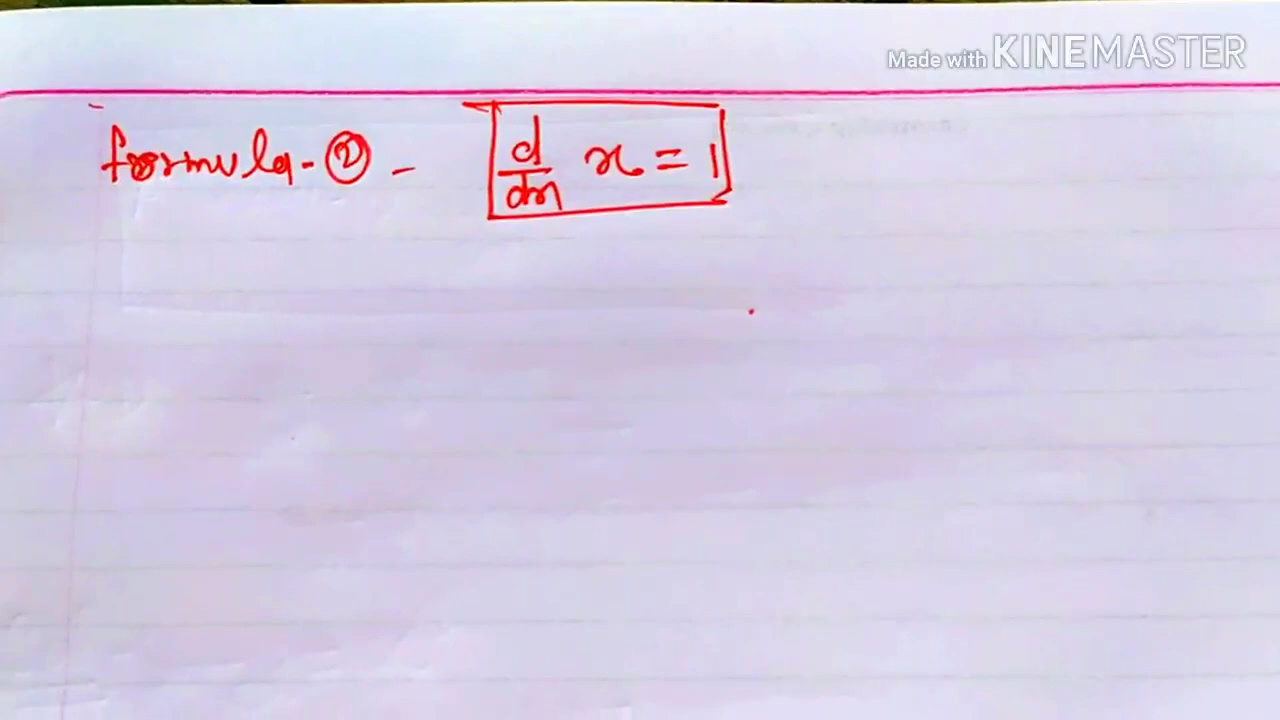 Made with KINEMASTER
formula - ② - d/dx x = 1